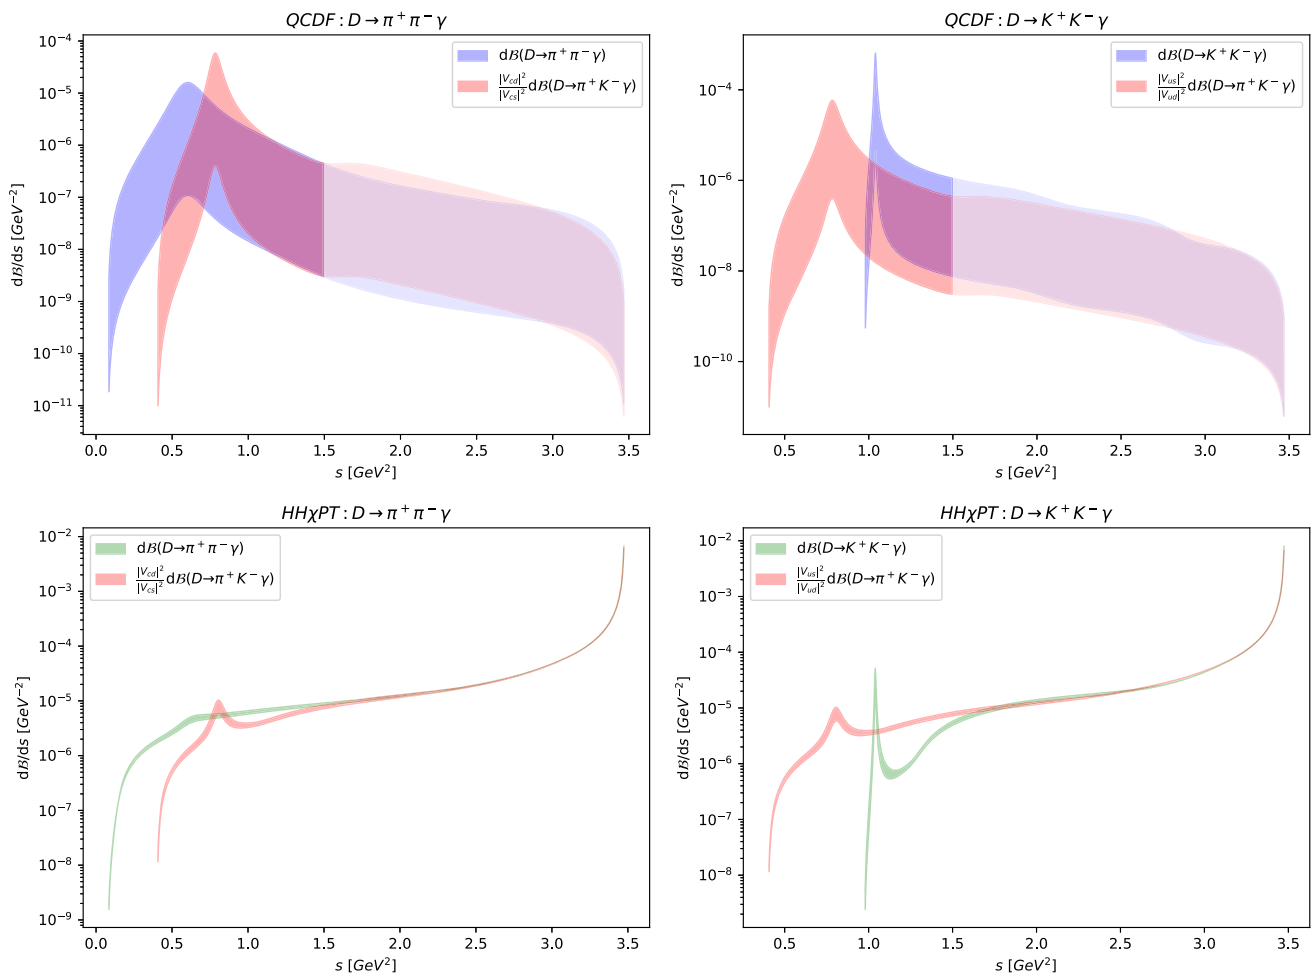 QCDF : D → π⁺π⁻γ
dℬ/ds [GeV⁻²]
10⁻⁴
10⁻⁵
10⁻⁶
10⁻⁷
10⁻⁸
10⁻⁹
10⁻¹⁰
10⁻¹¹
dℬ(D→π⁺π⁻γ)
|V_cd|²/|V_cs|² dℬ(D→π⁺K⁻γ)
0.0 0.5 1.0 1.5 2.0 2.5 3.0 3.5
s [GeV²]
QCDF : D → K⁺K⁻γ
dℬ/ds [GeV⁻²]
10⁻⁴
10⁻⁶
10⁻⁸
10⁻¹⁰
dℬ(D→K⁺K⁻γ)
|V_us|²/|V_ud|² dℬ(D→π⁺K⁻γ)
0.5 1.0 1.5 2.0 2.5 3.0 3.5
s [GeV²]
HHχPT : D → π⁺π⁻γ
dℬ/ds [GeV⁻²]
10⁻²
10⁻³
10⁻⁴
10⁻⁵
10⁻⁶
10⁻⁷
10⁻⁸
10⁻⁹
dℬ(D→π⁺π⁻γ)
|V_cd|²/|V_cs|² dℬ(D→π⁺K⁻γ)
0.0 0.5 1.0 1.5 2.0 2.5 3.0 3.5
s [GeV²]
HHχPT : D → K⁺K⁻γ
dℬ/ds [GeV⁻²]
10⁻²
10⁻³
10⁻⁴
10⁻⁵
10⁻⁶
10⁻⁷
10⁻⁸
dℬ(D→K⁺K⁻γ)
|V_us|²/|V_ud|² dℬ(D→π⁺K⁻γ)
0.5 1.0 1.5 2.0 2.5 3.0 3.5
s [GeV²]